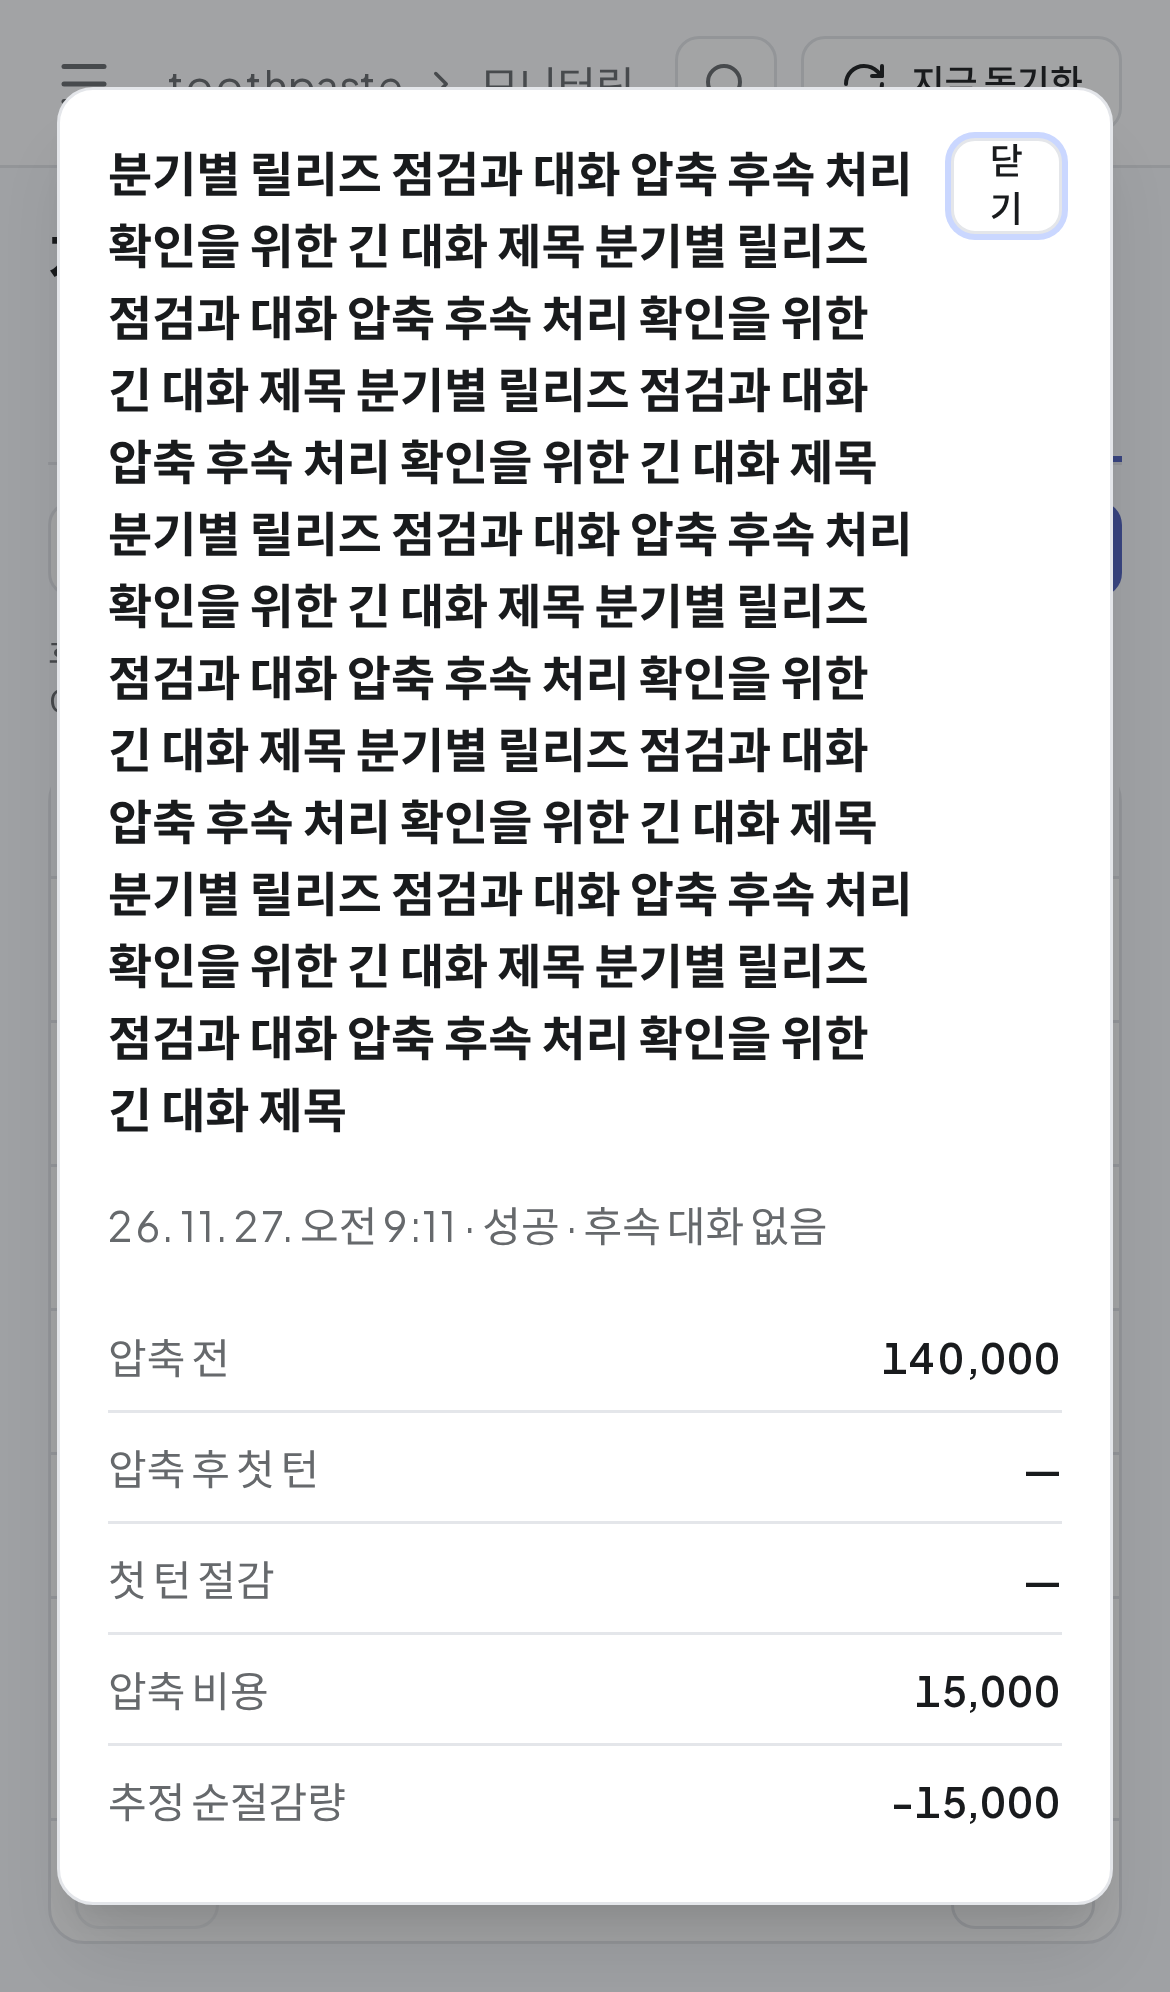 toothpaste > 모니터링
지금 동기화
분기별 릴리즈 점검과 대화 압축 후속 처리
확인을 위한 긴 대화 제목 분기별 릴리즈
점검과 대화 압축 후속 처리 확인을 위한
긴 대화 제목 분기별 릴리즈 점검과 대화
압축 후속 처리 확인을 위한 긴 대화 제목
분기별 릴리즈 점검과 대화 압축 후속 처리
확인을 위한 긴 대화 제목 분기별 릴리즈
점검과 대화 압축 후속 처리 확인을 위한
긴 대화 제목 분기별 릴리즈 점검과 대화
압축 후속 처리 확인을 위한 긴 대화 제목
분기별 릴리즈 점검과 대화 압축 후속 처리
확인을 위한 긴 대화 제목 분기별 릴리즈
점검과 대화 압축 후속 처리 확인을 위한
긴 대화 제목
닫
기
26. 11. 27. 오전 9:11 · 성공 · 후속 대화 없음
압축 전 140,000
압축 후 첫 턴 —
첫 턴 절감 —
압축 비용 15,000
추정 순절감량 -15,000